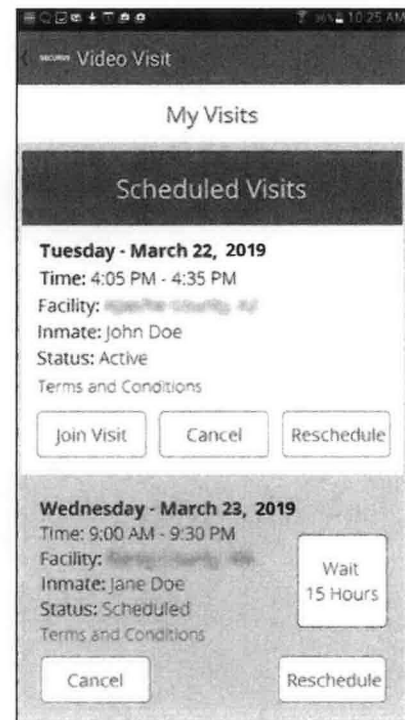 10:25 AM
SECURUS Video Visit
My Visits
Scheduled Visits
Tuesday - March 22, 2019
Time: 4:05 PM - 4:35 PM
Facility:
Inmate: John Doe
Status: Active
Terms and Conditions
Join Visit Cancel Reschedule
Wednesday - March 23, 2019
Time: 9:00 AM - 9:30 PM
Facility:
Inmate: Jane Doe
Status: Scheduled
Terms and Conditions
Wait
15 Hours
Cancel Reschedule